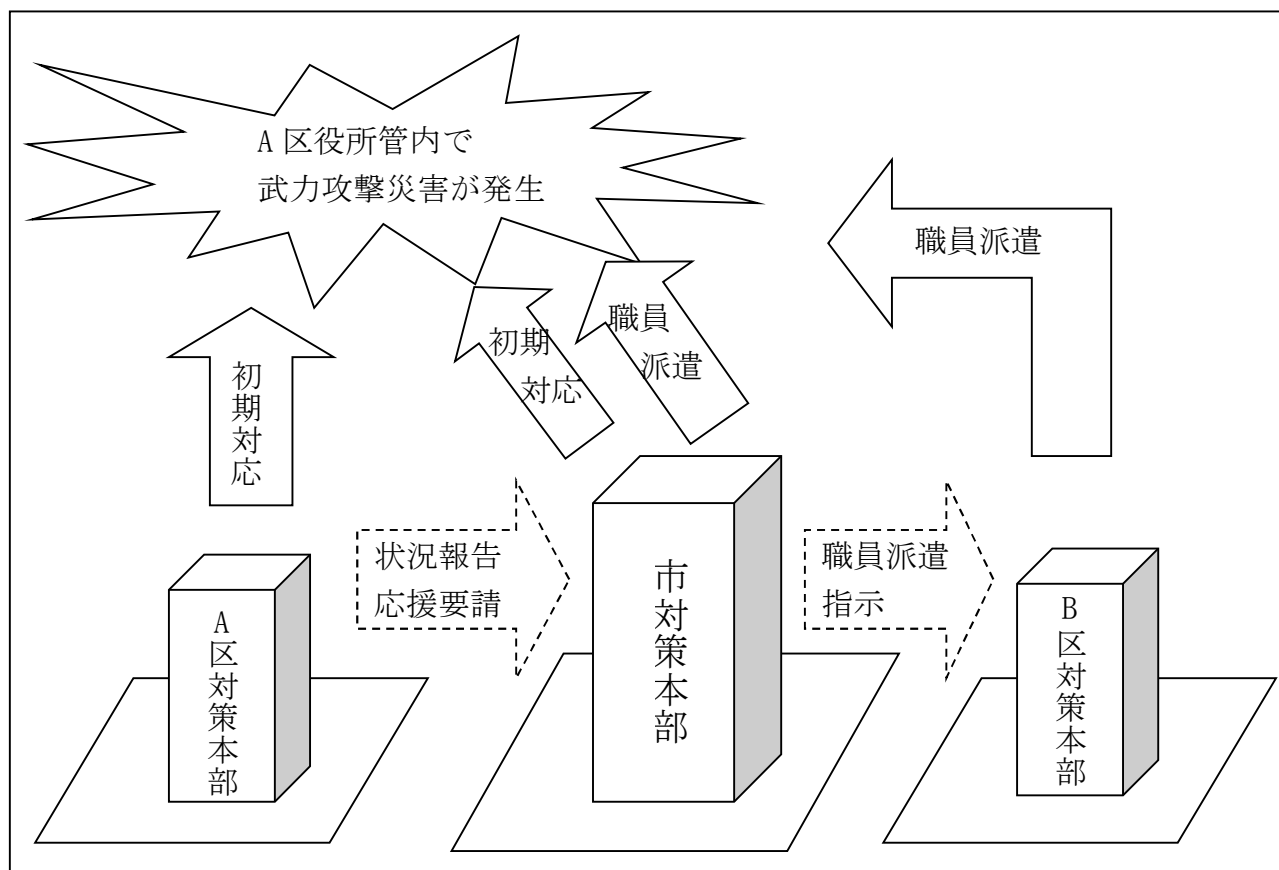 A 区役所管内で
武力攻撃災害が発生
職員派遣
職員
派遣
初期
対応
初期対応
状況報告
応援要請
職員派遣
指示
A区対策本部
市対策本部
B区対策本部